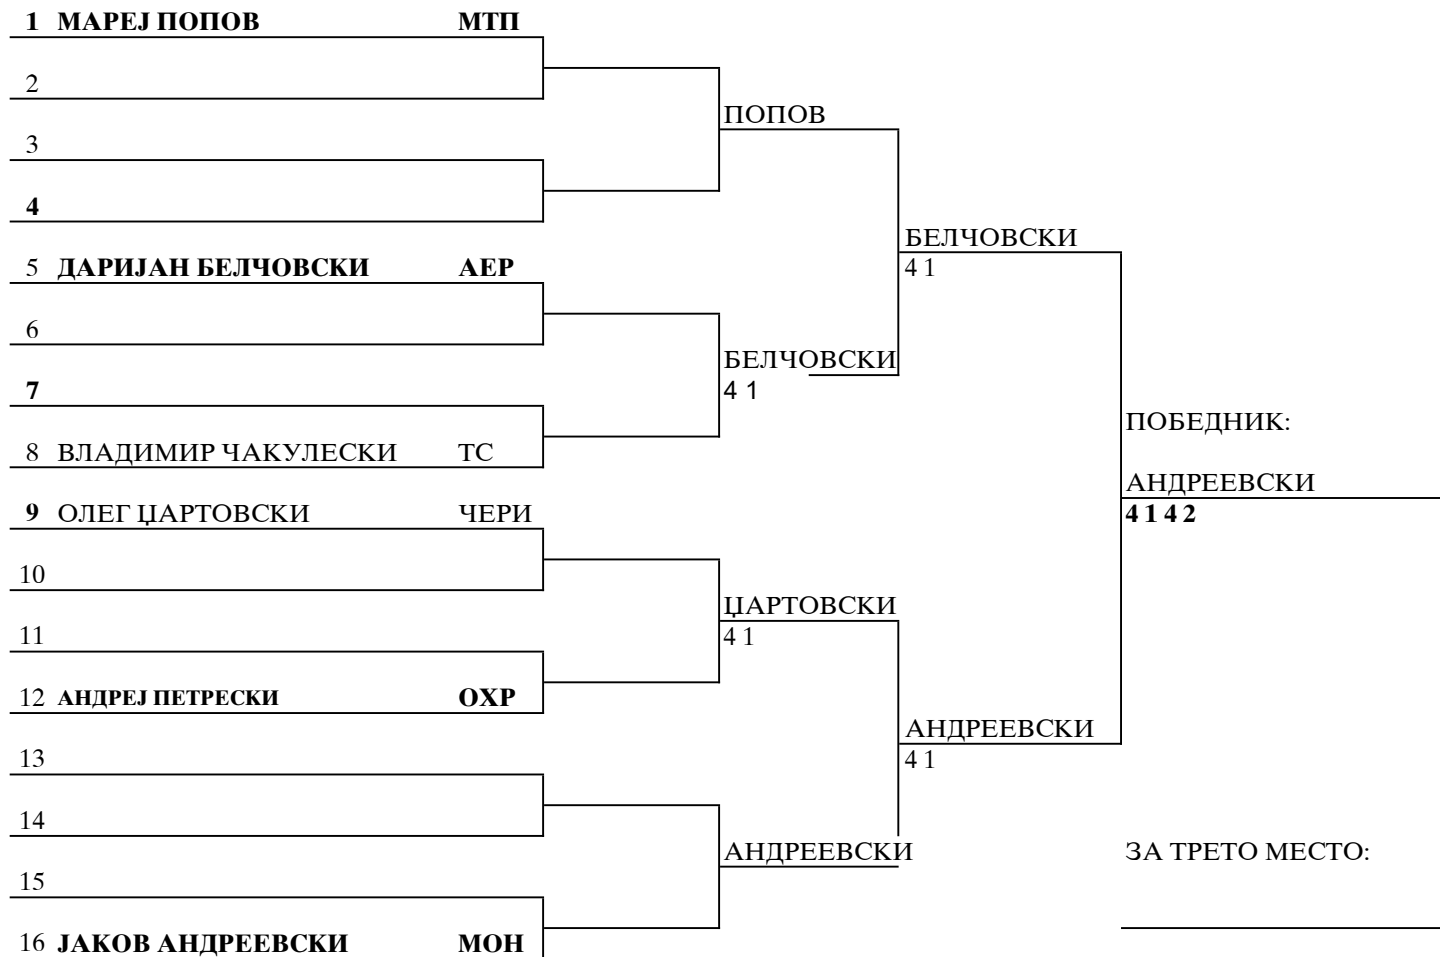 1 МАРЕЈ ПОПОВ МТП
2
ПОПОВ
3
4
БЕЛЧОВСКИ
4 1
5 ДАРИЈАН БЕЛЧОВСКИ АЕР
6
БЕЛЧОВСКИ
4 1
7
ПОБЕДНИК:
8 ВЛАДИМИР ЧАКУЛЕСКИ ТС
АНДРЕЕВСКИ
4 1 4 2
9 ОЛЕГ ЏАРТОВСКИ ЧЕРИ
10
ЏАРТОВСКИ
4 1
11
12 АНДРЕЈ ПЕТРЕСКИ ОХР
АНДРЕЕВСКИ
4 1
13
14
АНДРЕЕВСКИ
ЗА ТРЕТО МЕСТО:
15
16 ЈАКОВ АНДРЕЕВСКИ МОН